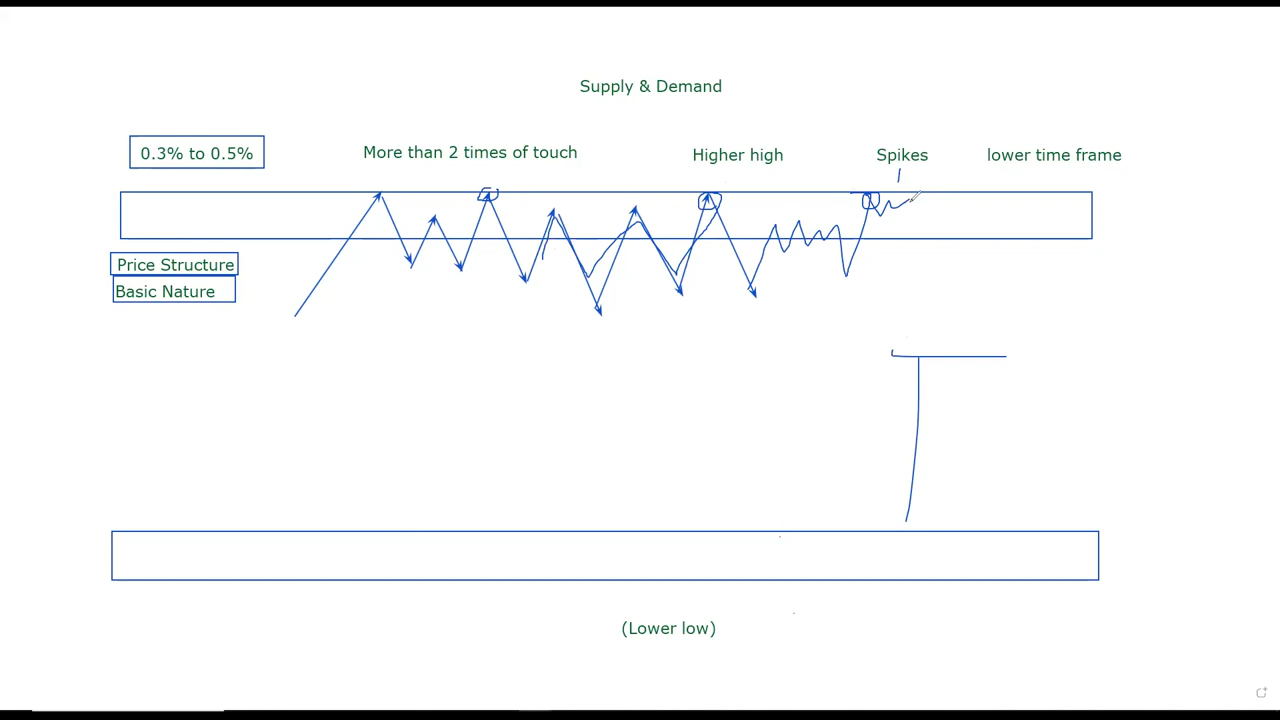 Supply & Demand
0.3% to 0.5%
More than 2 times of touch
Higher high
Spikes
lower time frame
Price Structure
Basic Nature
(Lower low)